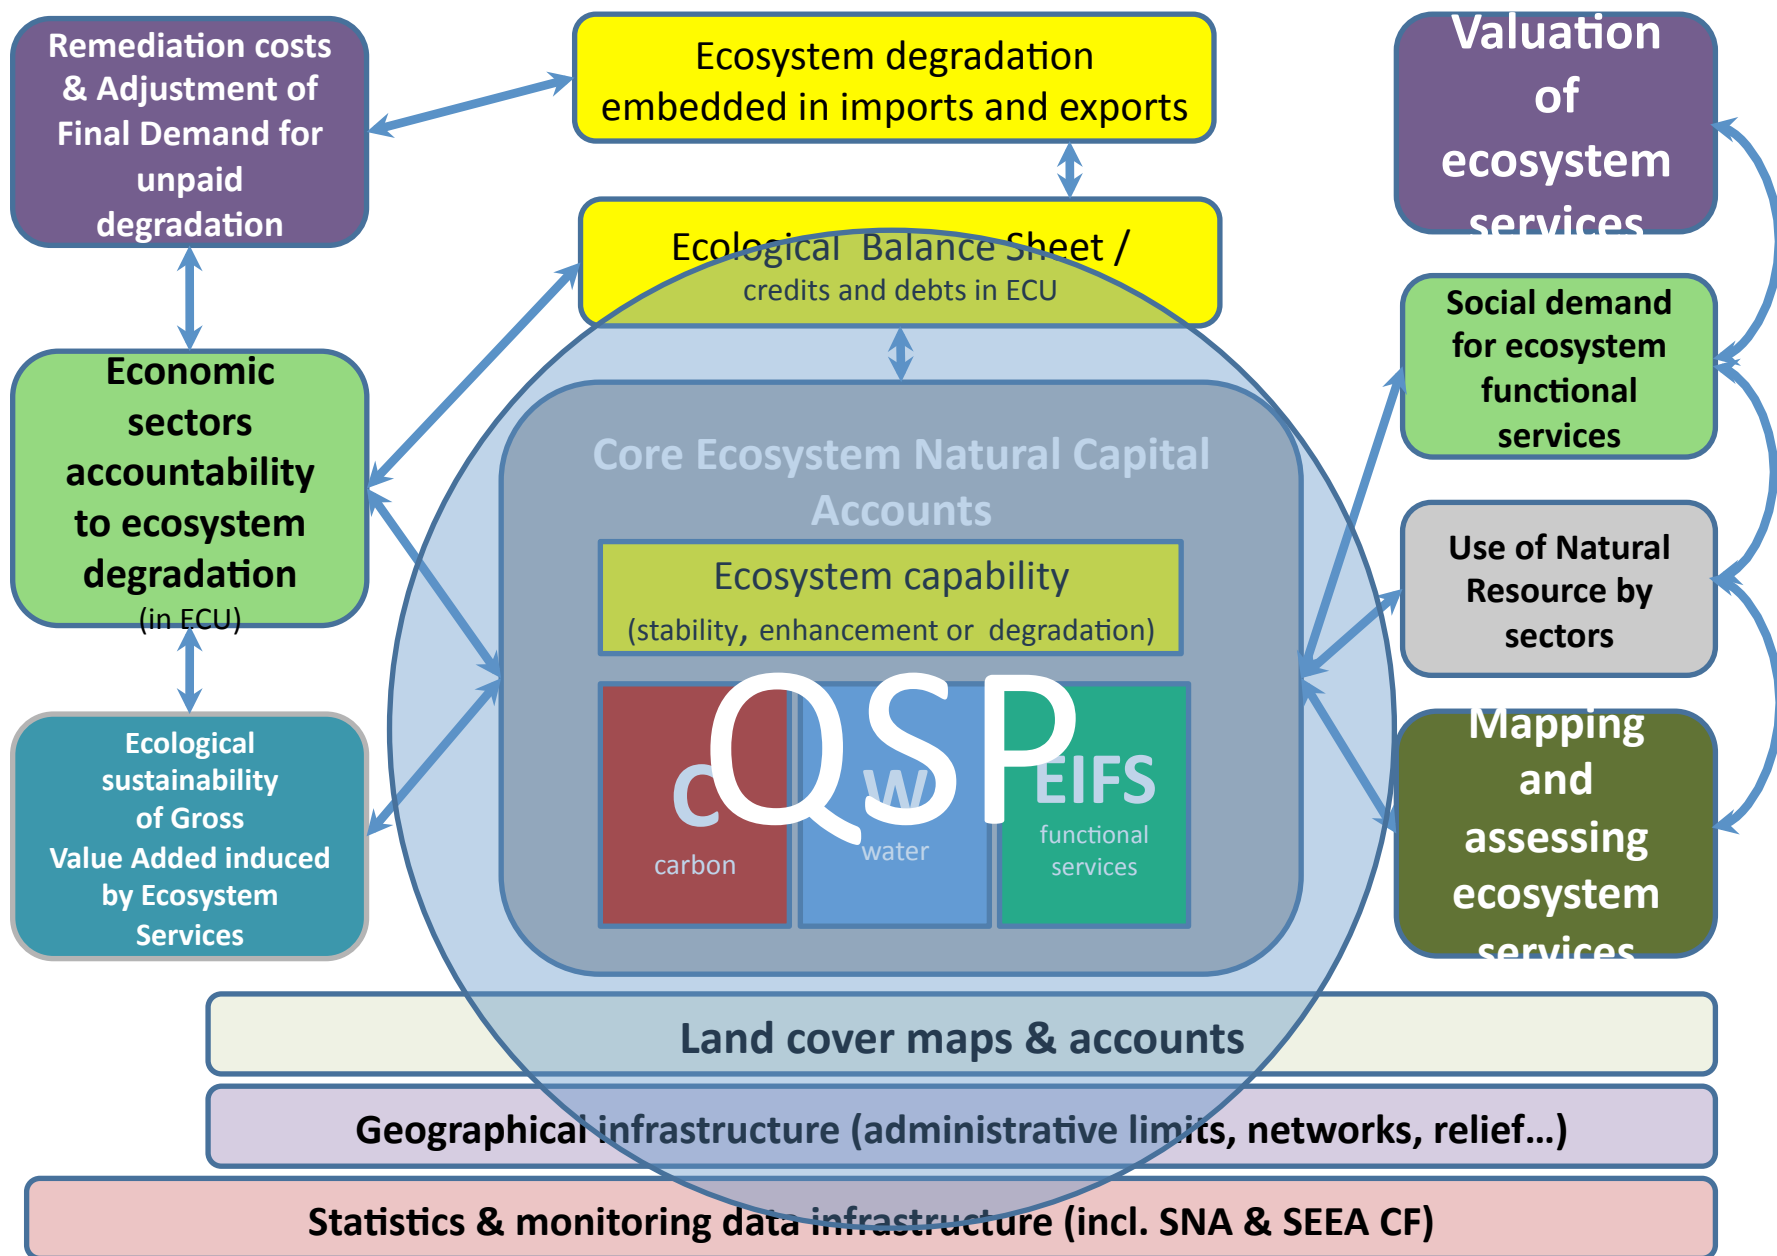 Remediation costs
& Adjustment of
Final Demand for
unpaid
degradation
Ecosystem degradation
embedded in imports and exports
Valuation
of
ecosystem
services
Ecological Balance Sheet /
credits and debts in ECU
Social demand
for ecosystem
functional
services
Economic
sectors
accountability
to ecosystem
degradation
(in ECU)
Core Ecosystem Natural Capital
Accounts
Ecosystem capability
(stability, enhancement or degradation)
Use of Natural
Resource by
sectors
QSP
C
carbon
W
water
EIFS
functional
services
Ecological
sustainability
of Gross
Value Added induced
by Ecosystem
Services
Mapping
and
assessing
ecosystem
services
Land cover maps & accounts
Geographical infrastructure (administrative limits, networks, relief...)
Statistics & monitoring data infrastructure (incl. SNA & SEEA CF)